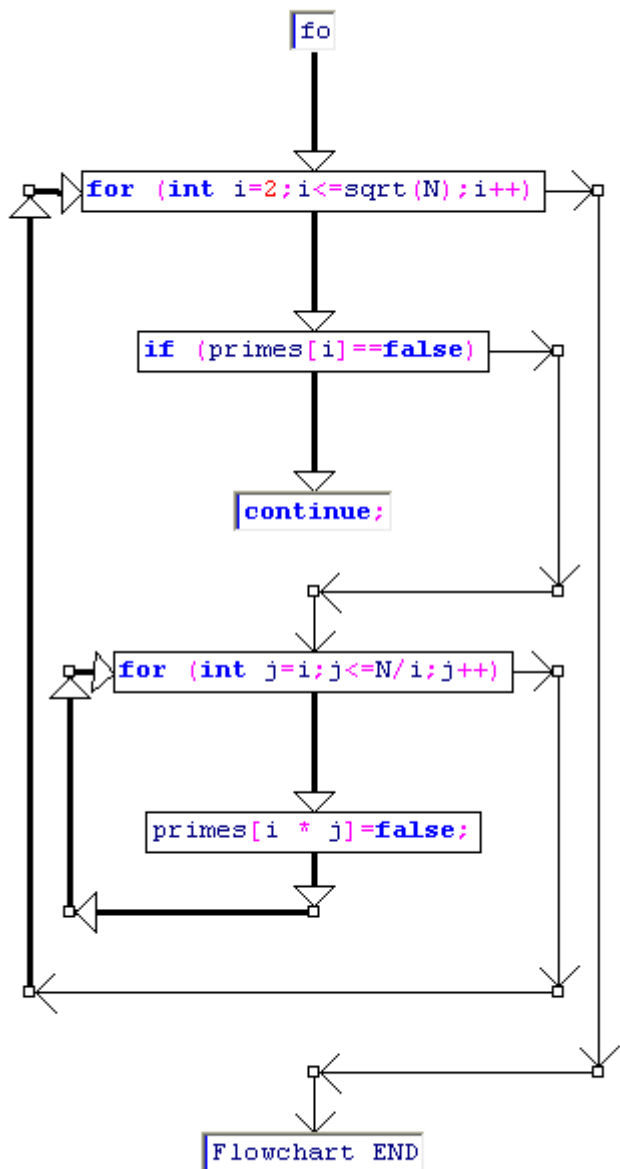 fo
for (int i=2;i<=sqrt(N);i++)
if (primes[i]==false)
continue;
for (int j=i;j<=N/i;j++)
primes[i * j]=false;
Flowchart END